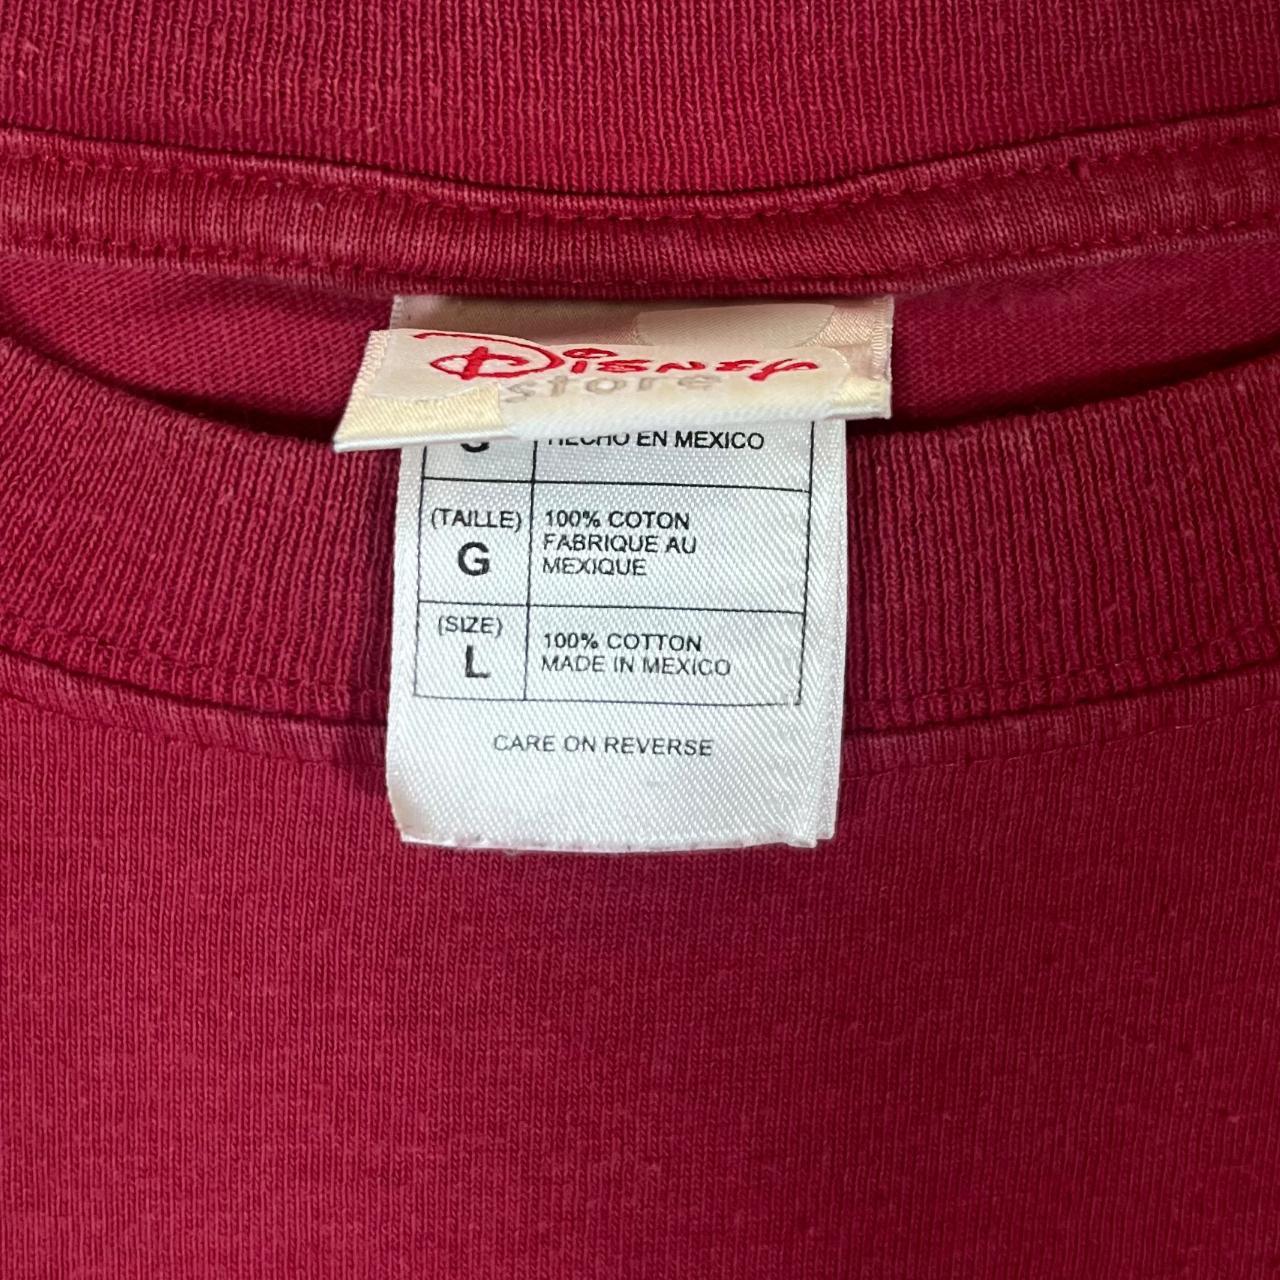 Disney
store
G
HECHO EN MEXICO
(TAILLE)
G
100% COTON
FABRIQUE AU
MEXIQUE
(SIZE)
L
100% COTTON
MADE IN MEXICO
CARE ON REVERSE